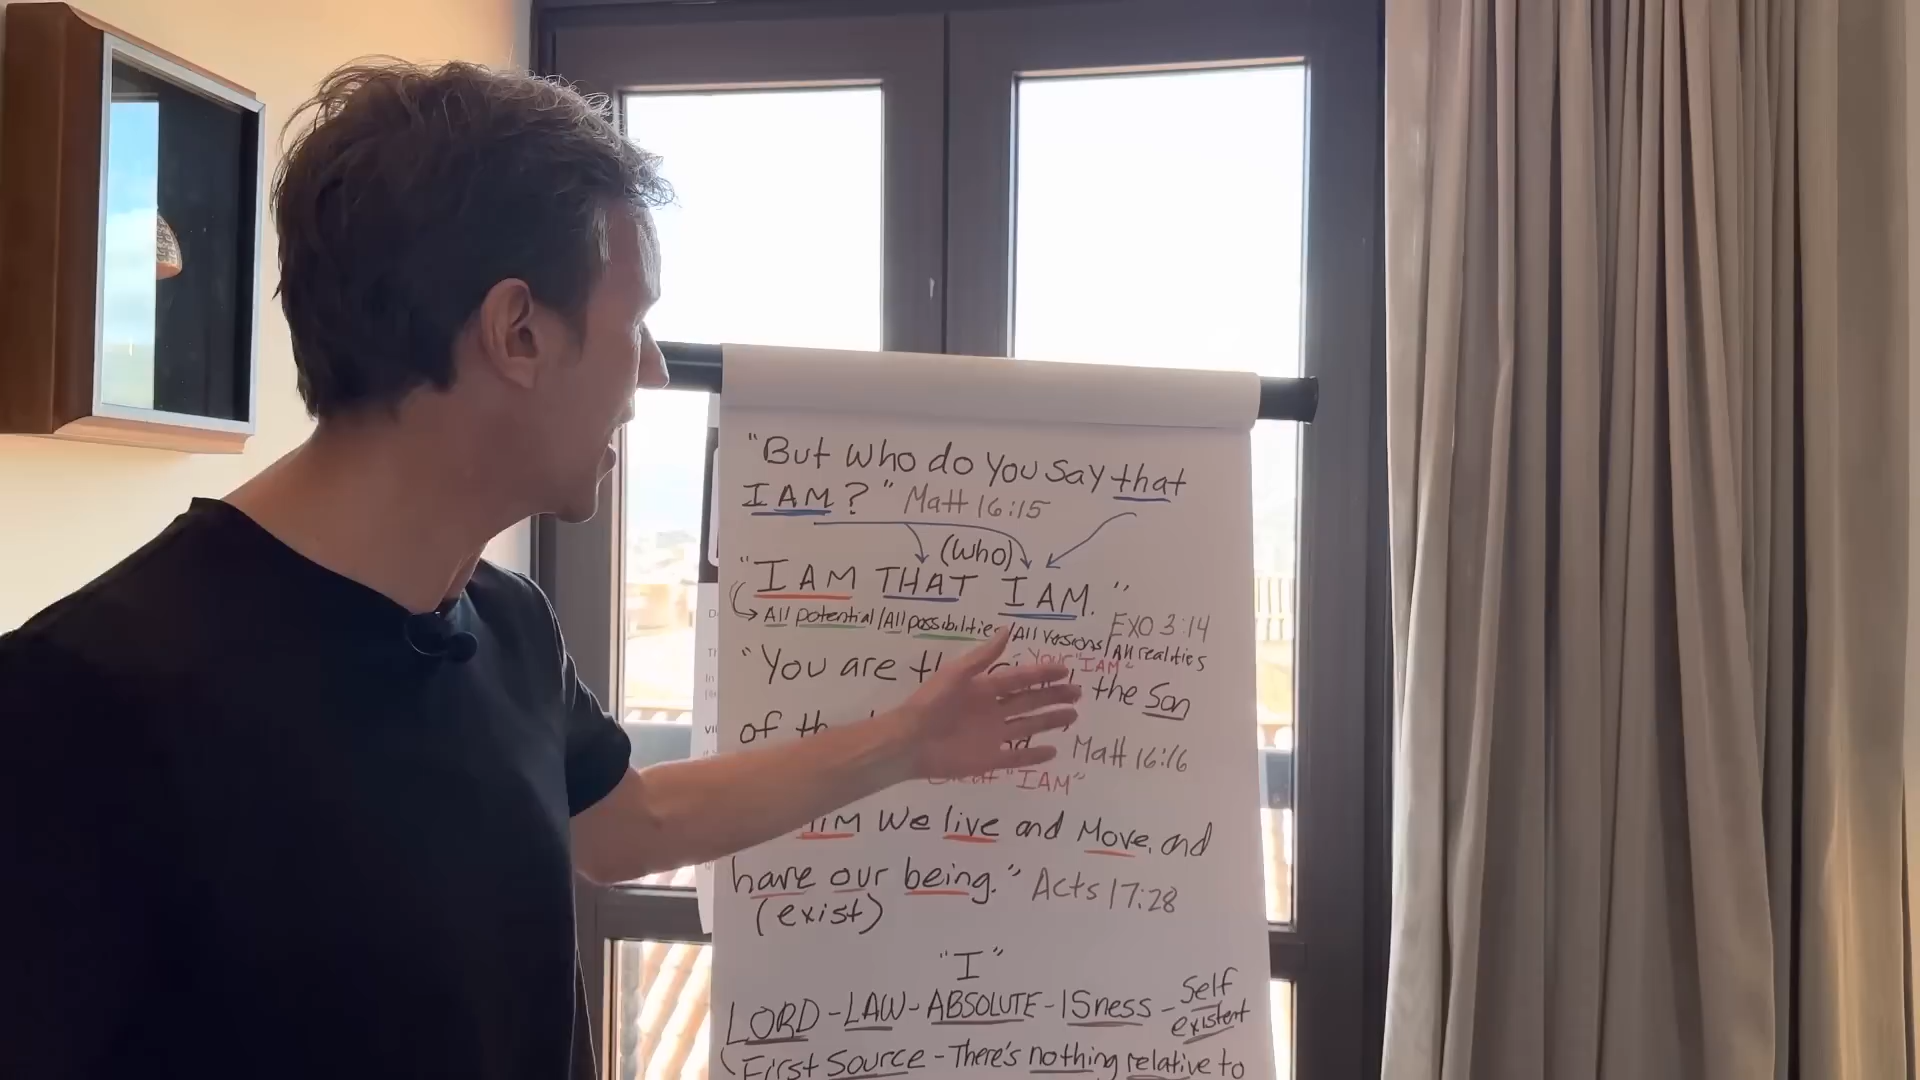 "But who do you say that
I AM?" Matt 16:15
(who)
"I AM THAT I AM."
EXO 3:14
All potential/All possibilities/All versions/All realities
"Your "IAM"
"You are the the Son
of th Matt 16:16
"IAM"
We live and Move, and
have our being." Acts 17:28
(exist)
"I"
LORD-LAW-ABSOLUTE-ISness-Self
existent
First Source-There's nothing relative to